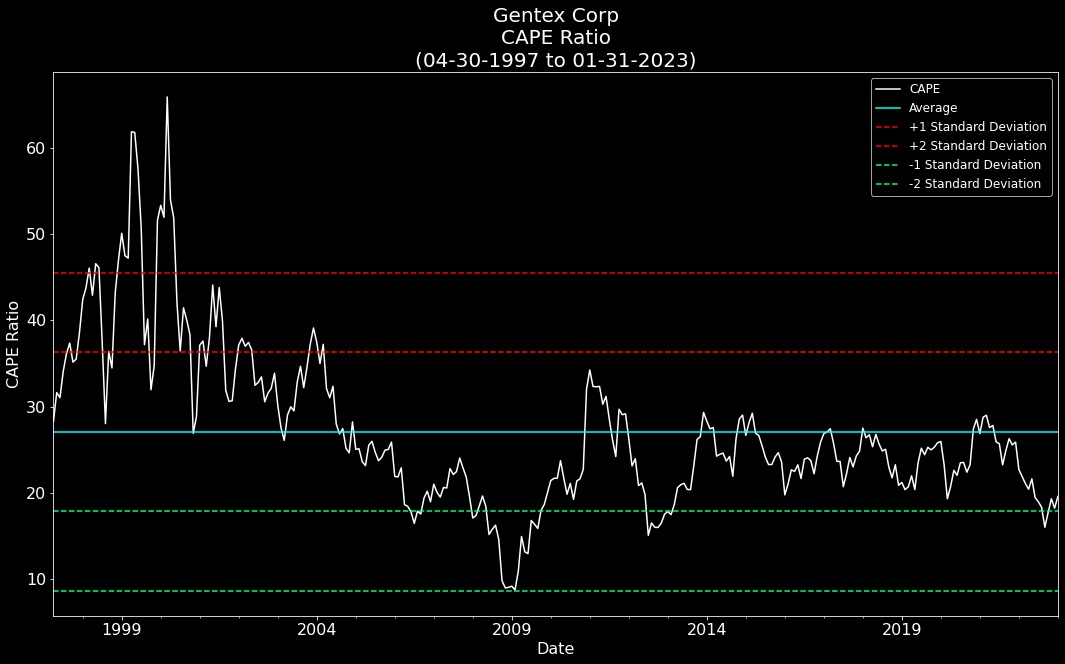 Gentex Corp
CAPE Ratio
(04-30-1997 to 01-31-2023)
CAPE
Average
+1 Standard Deviation
+2 Standard Deviation
-1 Standard Deviation
-2 Standard Deviation
CAPE Ratio
60
50
40
30
20
10
1999 2004 2009 2014 2019
Date